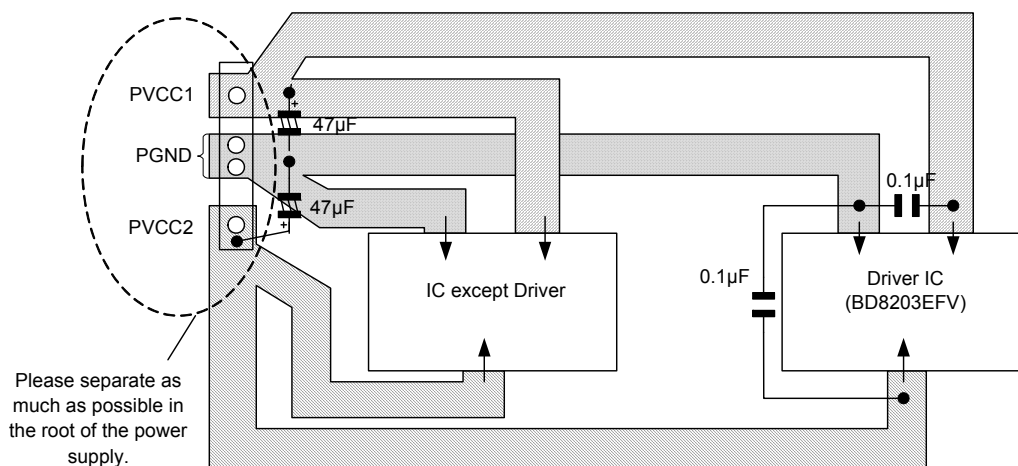 PVCC1
+
47µF
PGND
0.1µF
47µF
PVCC2
+
0.1µF
IC except Driver
Driver IC
(BD8203EFV)
Please separate as
much as possible in
the root of the power
supply.